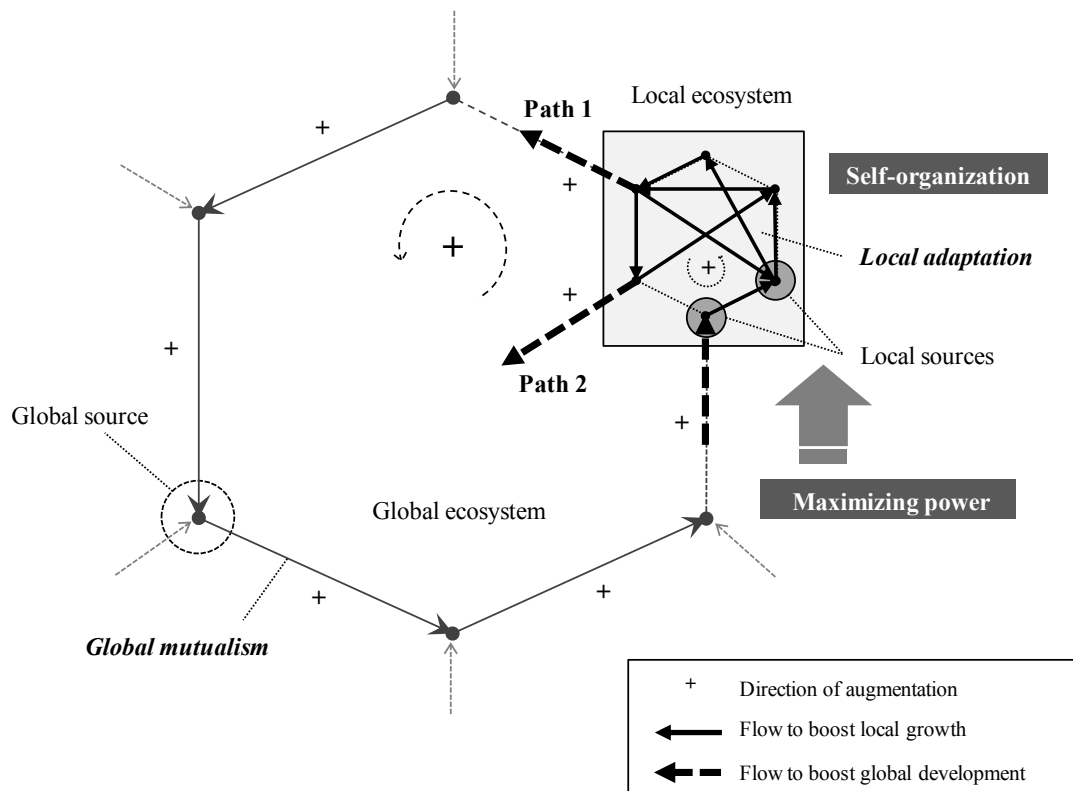 Local ecosystem
Path 1
+
+
Self-organization
+
Local adaptation
+
+
+
Path 2
Local sources
Global source
+
Maximizing power
Global ecosystem
+
+
Global mutualism
+ Direction of augmentation
Flow to boost local growth
Flow to boost global development